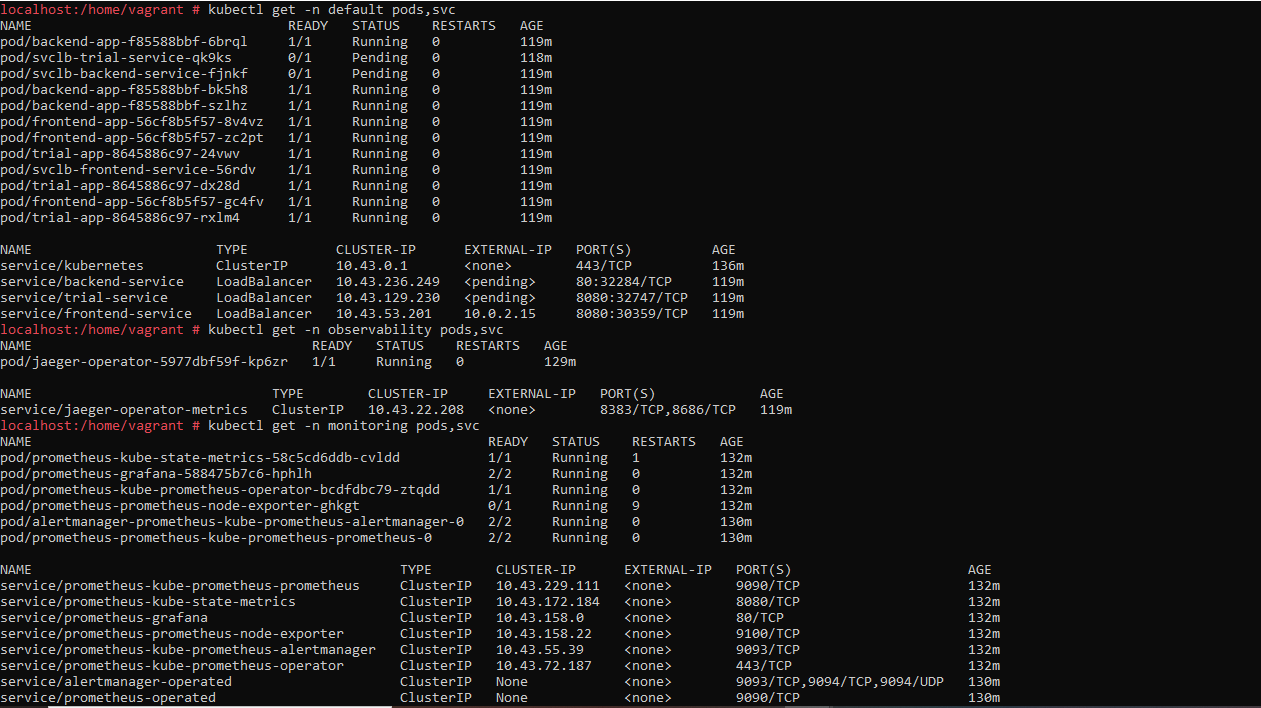 localhost:/home/vagrant # kubectl get -n default pods,svc
NAME READY STATUS RESTARTS AGE
pod/backend-app-f85588bbf-6brql 1/1 Running 0 119m
pod/svclb-trial-service-qk9ks 0/1 Pending 0 118m
pod/svclb-backend-service-fjnkf 0/1 Pending 0 119m
pod/backend-app-f85588bbf-bk5h8 1/1 Running 0 119m
pod/backend-app-f85588bbf-szlhz 1/1 Running 0 119m
pod/frontend-app-56cf8b5f57-8v4vz 1/1 Running 0 119m
pod/frontend-app-56cf8b5f57-zc2pt 1/1 Running 0 119m
pod/trial-app-8645886c97-24vwv 1/1 Running 0 119m
pod/svclb-frontend-service-56rdv 1/1 Running 0 119m
pod/trial-app-8645886c97-dx28d 1/1 Running 0 119m
pod/frontend-app-56cf8b5f57-gc4fv 1/1 Running 0 119m
pod/trial-app-8645886c97-rxlm4 1/1 Running 0 119m
NAME TYPE CLUSTER-IP EXTERNAL-IP PORT(S) AGE
service/kubernetes ClusterIP 10.43.0.1 <none> 443/TCP 136m
service/backend-service LoadBalancer 10.43.236.249 <pending> 80:32284/TCP 119m
service/trial-service LoadBalancer 10.43.129.230 <pending> 8080:32747/TCP 119m
service/frontend-service LoadBalancer 10.43.53.201 10.0.2.15 8080:30359/TCP 119m
localhost:/home/vagrant # kubectl get -n observability pods,svc
NAME READY STATUS RESTARTS AGE
pod/jaeger-operator-5977dbf59f-kp6zr 1/1 Running 0 129m
NAME TYPE CLUSTER-IP EXTERNAL-IP PORT(S) AGE
service/jaeger-operator-metrics ClusterIP 10.43.22.208 <none> 8383/TCP,8686/TCP 119m
localhost:/home/vagrant # kubectl get -n monitoring pods,svc
NAME READY STATUS RESTARTS AGE
pod/prometheus-kube-state-metrics-58c5cd6ddb-cvldd 1/1 Running 1 132m
pod/prometheus-grafana-588475b7c6-hphlh 2/2 Running 0 132m
pod/prometheus-kube-prometheus-operator-bcdfdbc79-ztqdd 1/1 Running 0 132m
pod/prometheus-prometheus-node-exporter-ghkgt 0/1 Running 9 132m
pod/alertmanager-prometheus-kube-prometheus-alertmanager-0 2/2 Running 0 130m
pod/prometheus-prometheus-kube-prometheus-prometheus-0 2/2 Running 0 130m
NAME TYPE CLUSTER-IP EXTERNAL-IP PORT(S) AGE
service/prometheus-kube-prometheus-prometheus ClusterIP 10.43.229.111 <none> 9090/TCP 132m
service/prometheus-kube-state-metrics ClusterIP 10.43.172.184 <none> 8080/TCP 132m
service/prometheus-grafana ClusterIP 10.43.158.0 <none> 80/TCP 132m
service/prometheus-prometheus-node-exporter ClusterIP 10.43.158.22 <none> 9100/TCP 132m
service/prometheus-kube-prometheus-alertmanager ClusterIP 10.43.55.39 <none> 9093/TCP 132m
service/prometheus-kube-prometheus-operator ClusterIP 10.43.72.187 <none> 443/TCP 132m
service/alertmanager-operated ClusterIP None <none> 9093/TCP,9094/TCP,9094/UDP 130m
service/prometheus-operated ClusterIP None <none> 9090/TCP 130m